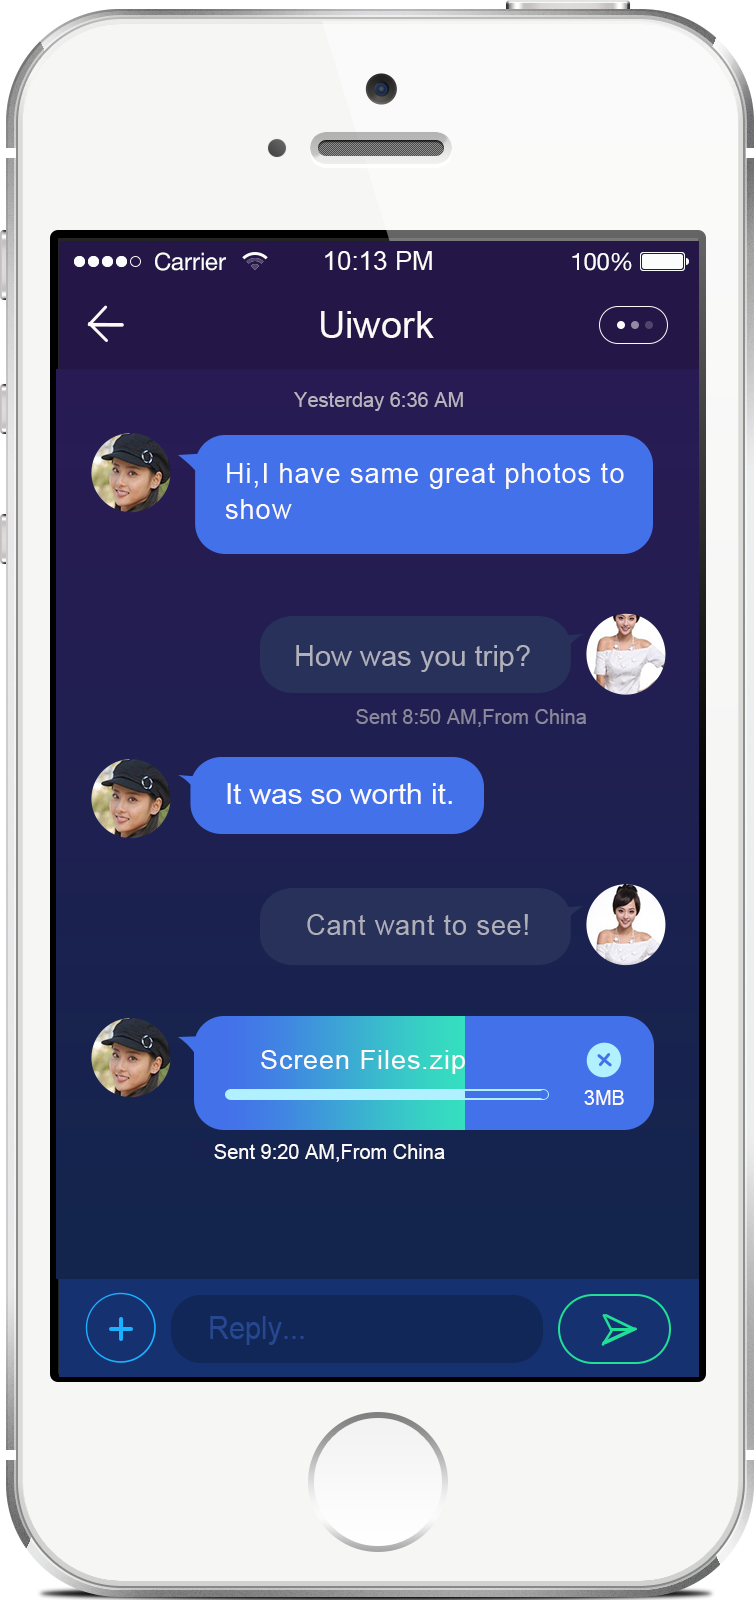 Carrier 10:13 PM 100%
Uiwork
Yesterday 6:36 AM
Hi,I have same great photos to
show
How was you trip?
Sent 8:50 AM,From China
It was so worth it.
Cant want to see!
Screen Files.zip
3MB
Sent 9:20 AM,From China
Reply...